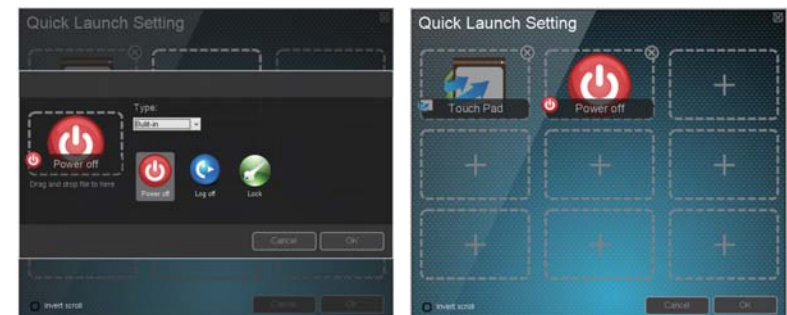 Quick Launch Setting
Type:
Built-in
Power off
Drag and drop file to here
Power off
Log off
Lock
Cancel
OK
Invert scroll
Cancel
OK
Quick Launch Setting
Touch Pad
Power off
Invert scroll
Cancel
OK